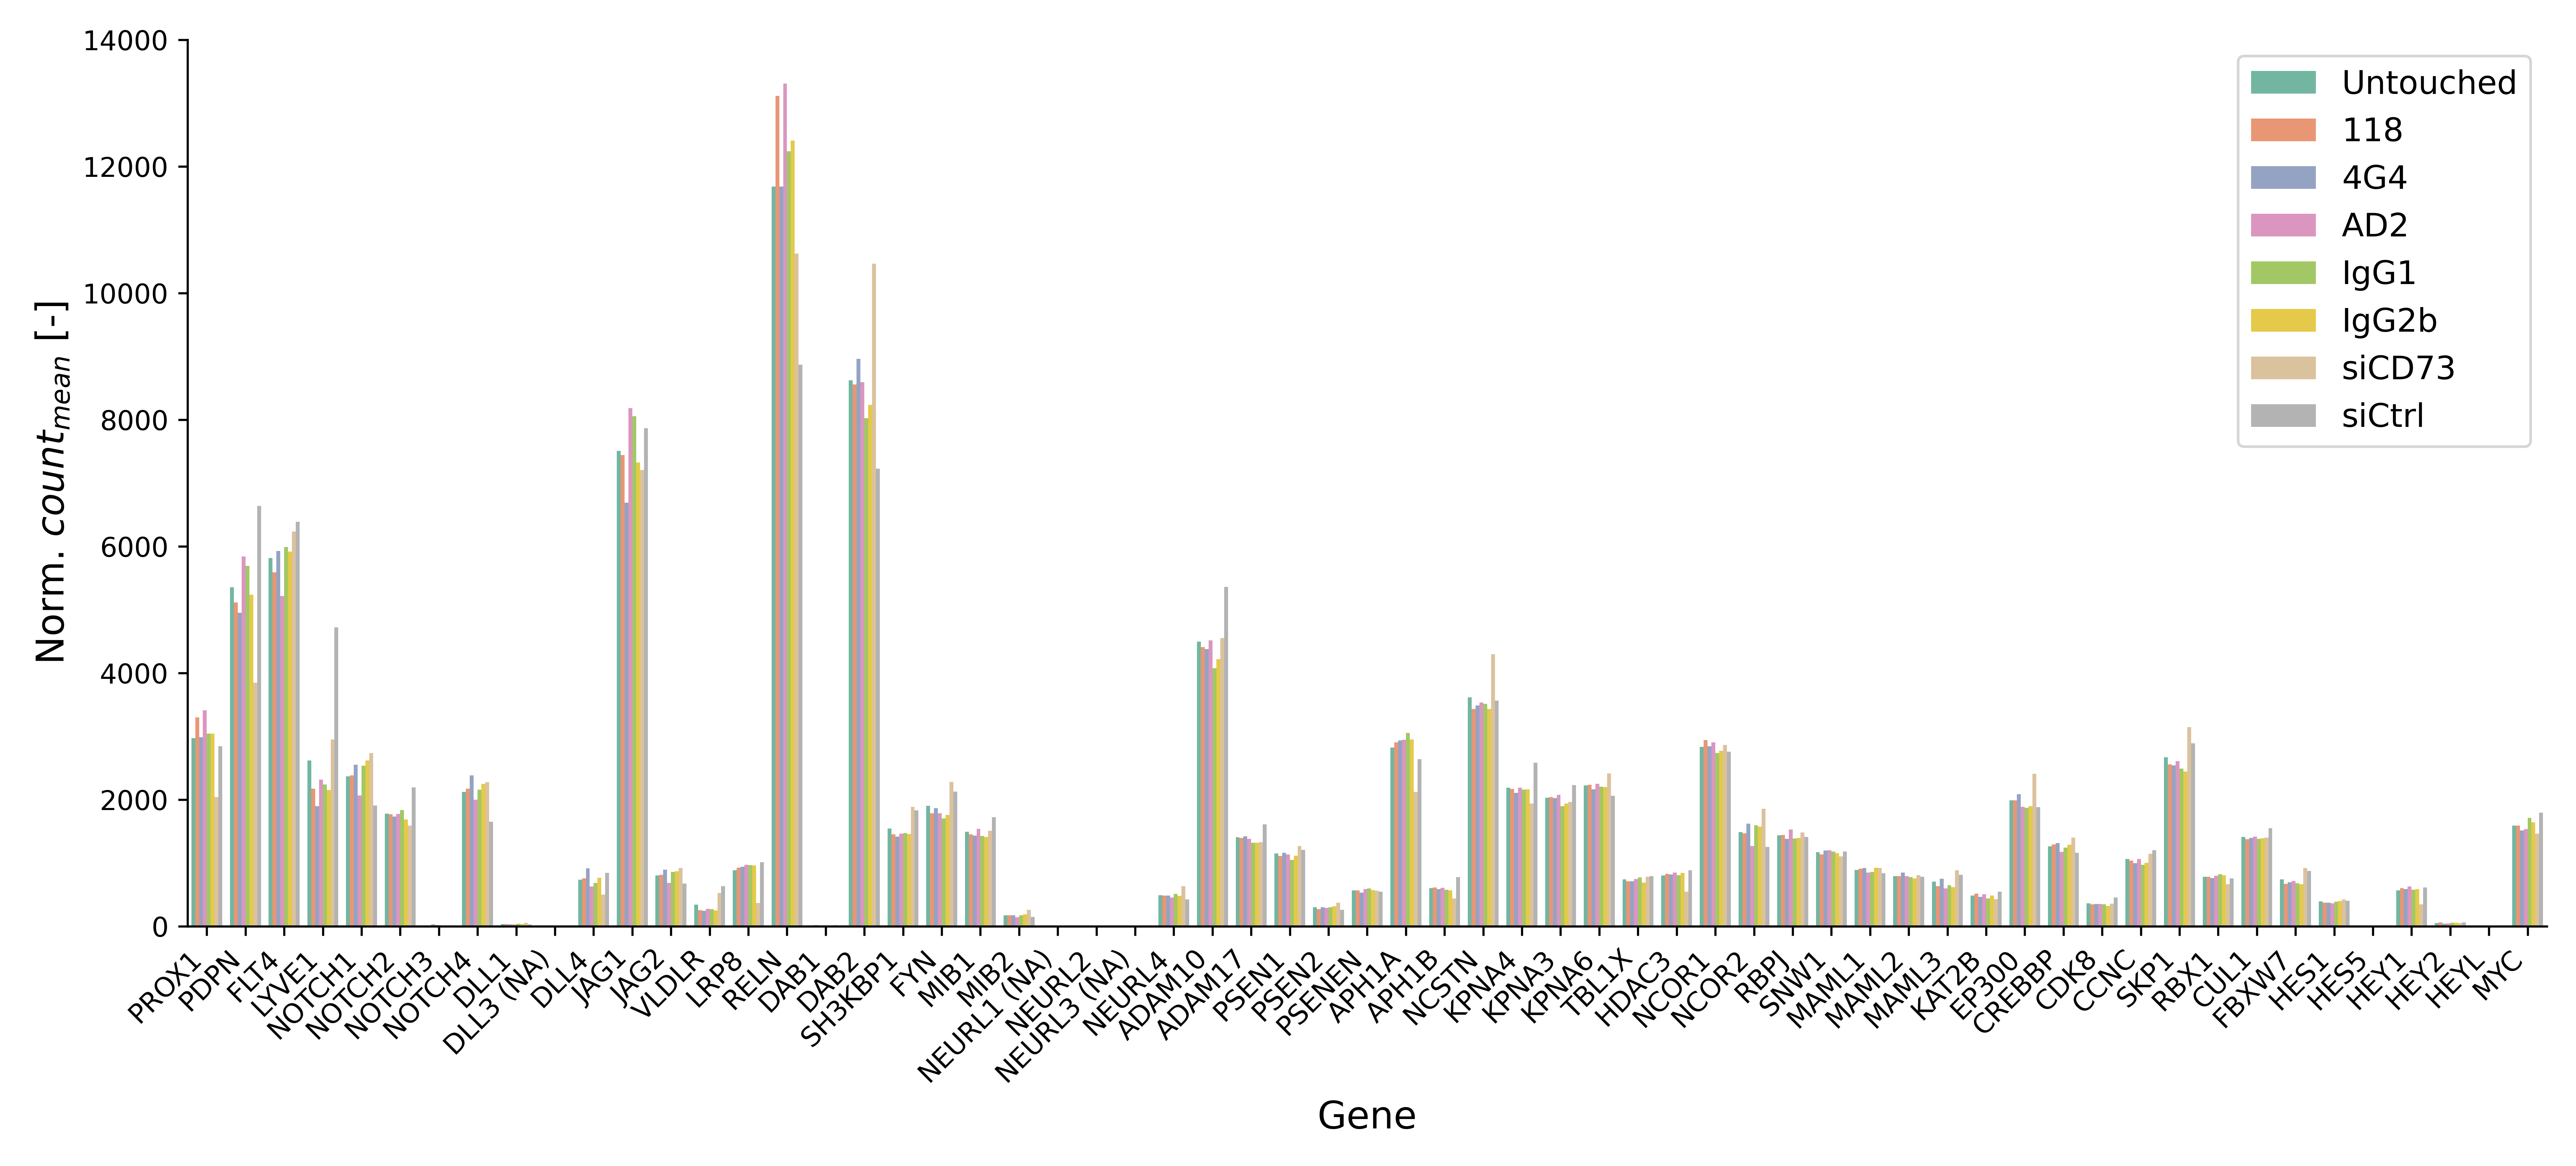 14000
12000
10000
8000
6000
4000
2000
0
Norm. count_mean [-]
Untouched
118
4G4
AD2
IgG1
IgG2b
siCD73
siCtrl
PROX1
PDPN
FLT4
LYVE1
NOTCH1
NOTCH2
NOTCH3
NOTCH4
DLL1
DLL3 (NA)
DLL4
JAG1
JAG2
VLDLR
LRP8
RELN
DAB1
DAB2
SH3KBP1
FYN
MIB1
MIB2
NEURL1 (NA)
NEURL2
NEURL3 (NA)
NEURL4
ADAM10
ADAM17
PSEN1
PSEN2
PSENEN
APH1A
APH1B
NCSTN
KPNA4
KPNA3
KPNA6
TBL1X
HDAC3
NCOR1
NCOR2
RBPJ
SNW1
MAML1
MAML2
MAML3
KAT2B
EP300
CREBBP
CDK8
CCNC
SKP1
RBX1
CUL1
FBXW7
HES1
HES5
HEY1
HEY2
HEYL
MYC
Gene